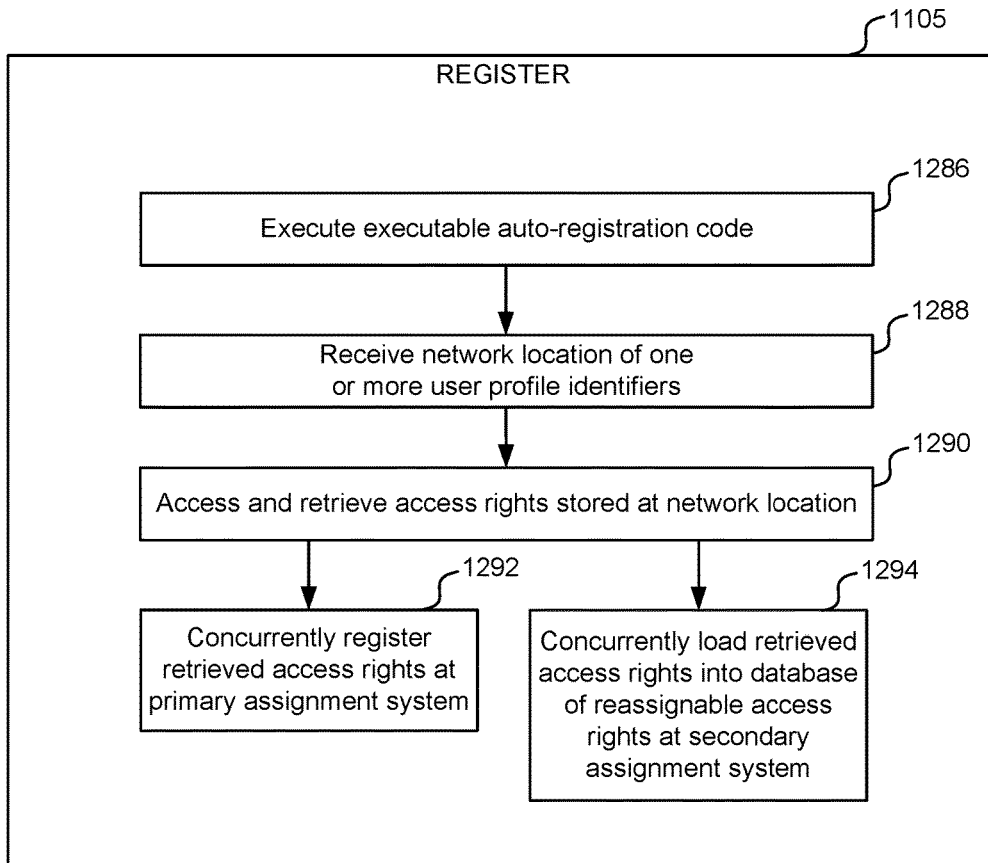 1105
REGISTER
1286
Execute executable auto-registration code
1288
Receive network location of one
or more user profile identifiers
1290
Access and retrieve access rights stored at network location
1292
Concurrently register
retrieved access rights at
primary assignment system
1294
Concurrently load retrieved
access rights into database
of reassignable access
rights at secondary
assignment system